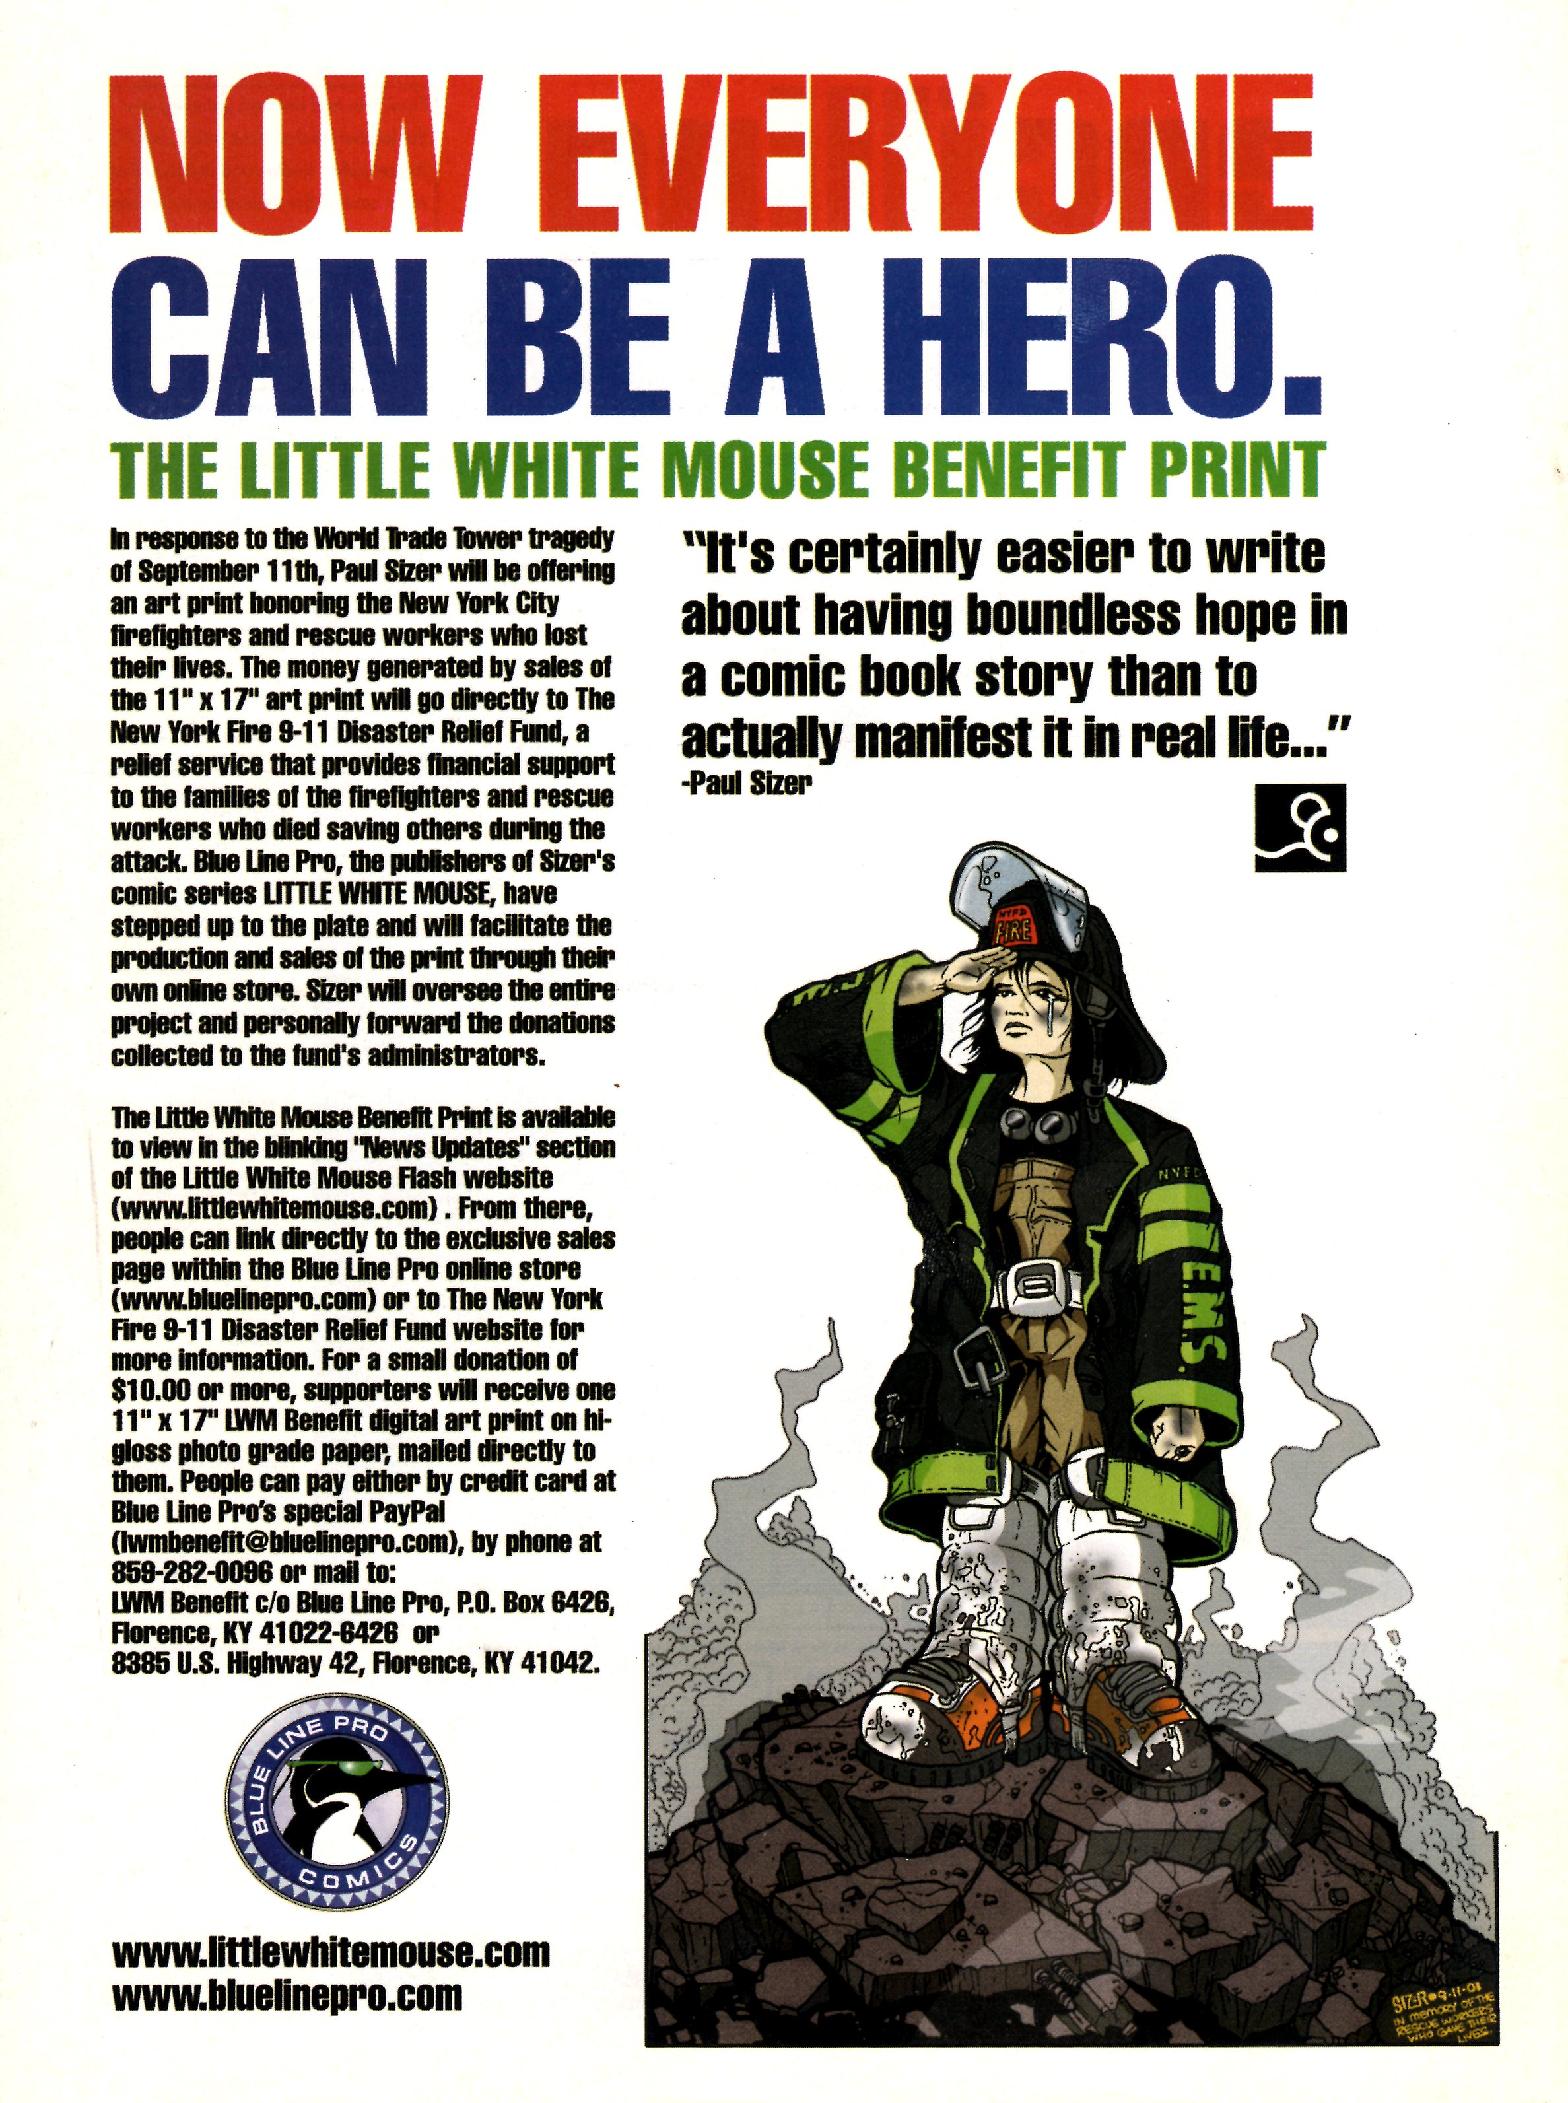 NOW EVERYONE
CAN BE A HERO.
THE LITTLE WHITE MOUSE BENEFIT PRINT
In response to the World Trade Tower tragedy
of September 11th, Paul Sizer will be offering
an art print honoring the New York City
firefighters and rescue workers who lost
their lives. The money generated by sales of
the 11" x 17" art print will go directly to The
New York Fire 9-11 Disaster Relief Fund, a
relief service that provides financial support
to the families of the firefighters and rescue
workers who died saving others during the
attack. Blue Line Pro, the publishers of Sizer's
comic series LITTLE WHITE MOUSE, have
stepped up to the plate and will facilitate the
production and sales of the print through their
own online store. Sizer will oversee the entire
project and personally forward the donations
collected to the fund's administrators.
The Little White Mouse Benefit Print is available
to view in the blinking "News Updates" section
of the Little White Mouse Flash website
(www.littlewhitemouse.com) . From there,
people can link directly to the exclusive sales
page within the Blue Line Pro online store
(www.bluelinepro.com) or to The New York
Fire 9-11 Disaster Relief Fund website for
more information. For a small donation of
$10.00 or more, supporters will receive one
11" x 17" LWM Benefit digital art print on hi-
gloss photo grade paper, mailed directly to
them. People can pay either by credit card at
Blue Line Pro's special PayPal
(lwmbenefit@bluelinepro.com), by phone at
859-282-0096 or mail to:
LWM Benefit c/o Blue Line Pro, P.O. Box 6426,
Florence, KY 41022-6426 or
8385 U.S. Highway 42, Florence, KY 41042.
BLUE LINE PRO
COMICS
www.littlewhitemouse.com
www.bluelinepro.com
"It's certainly easier to write
about having boundless hope in
a comic book story than to
actually manifest it in real life..."
-Paul Sizer
NYFD
FIRE
N.Y.F.D.
E.M.S.
SIZER 9-11-01
IN MEMORY OF THE
RESCUE WORKERS
WHO GAVE THEIR
LIVES.